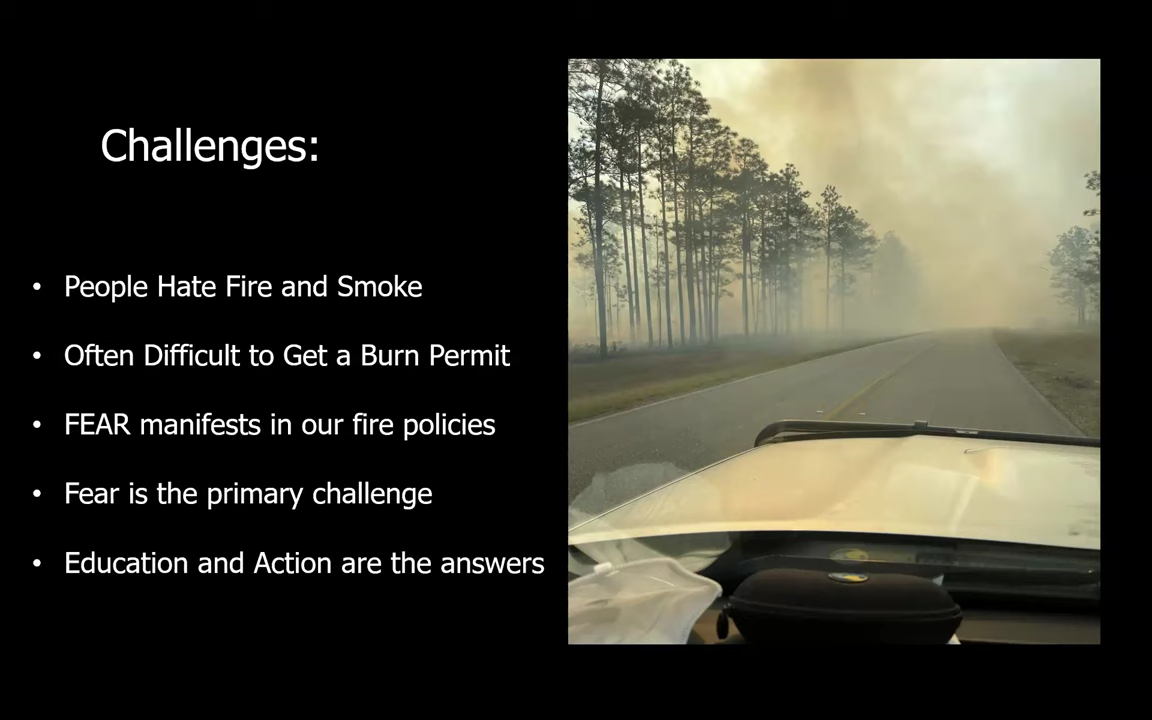 Challenges:
• People Hate Fire and Smoke
• Often Difficult to Get a Burn Permit
• FEAR manifests in our fire policies
• Fear is the primary challenge
• Education and Action are the answers